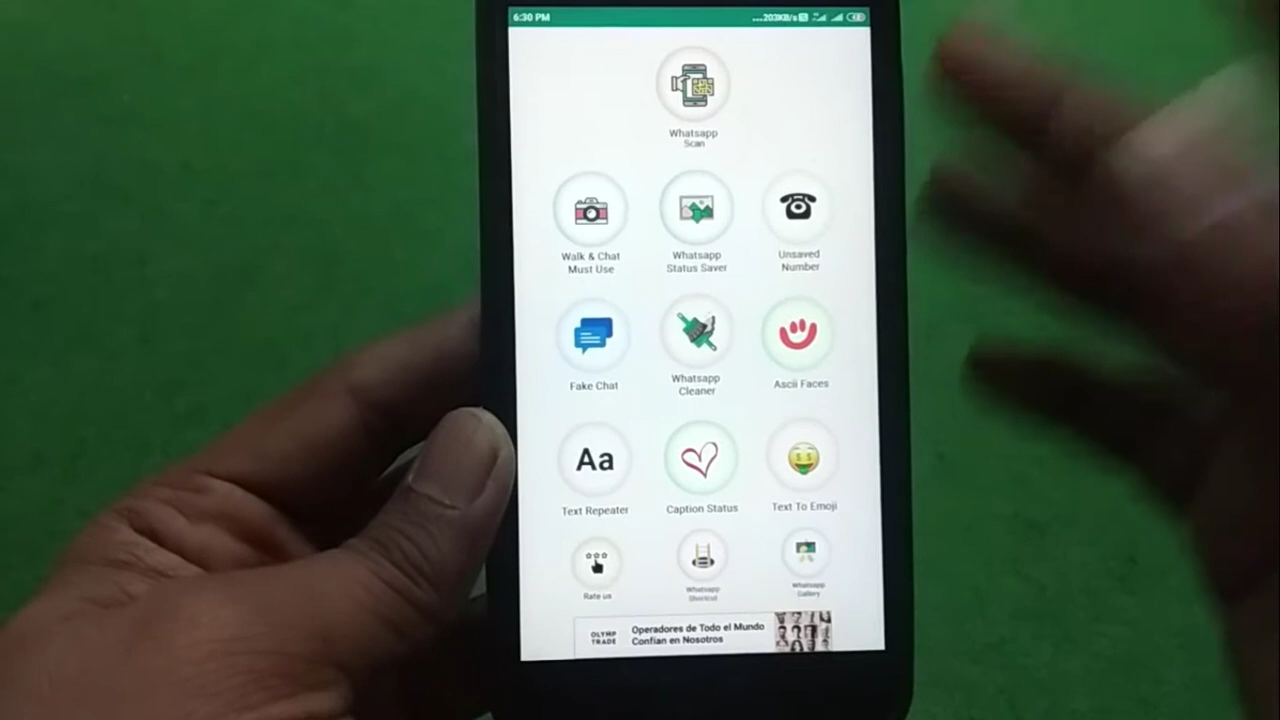 6:30 PM
...203KB/s
Whatsapp
Scan
Walk & Chat
Must Use
Whatsapp
Status Saver
Unsaved
Number
Fake Chat
Whatsapp
Cleaner
Ascii Faces
Aa
Text Repeater
Caption Status
Text To Emoji
Rate us
Whatsapp
Shortcut
Whatsapp
Gallery
OLYMP
TRADE
Operadores de Todo el Mundo
Confían en Nosotros